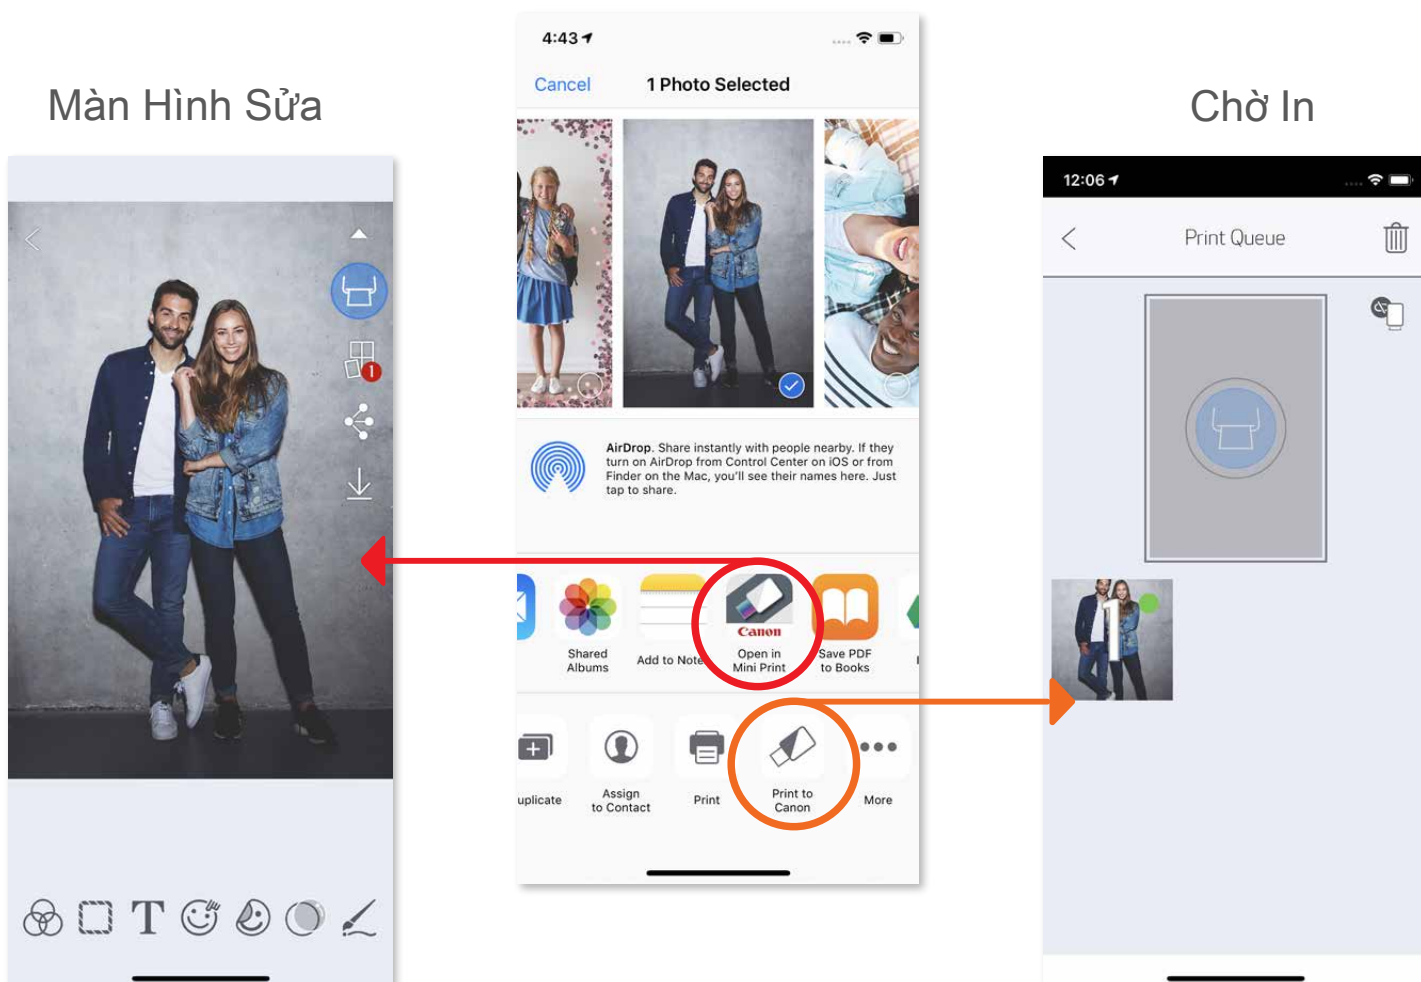 Màn Hình Sửa
1
4:43
Cancel
1 Photo Selected
AirDrop. Share instantly with people nearby. If they
turn on AirDrop from Control Center on iOS or from
Finder on the Mac, you'll see their names here. Just
tap to share.
Canon
Shared
Albums
Add to Note
Open in
Mini Print
Save PDF
to Books
uplicate
Assign
to Contact
Print
Print to
Canon
More
Chờ In
12:06
Print Queue
1
T